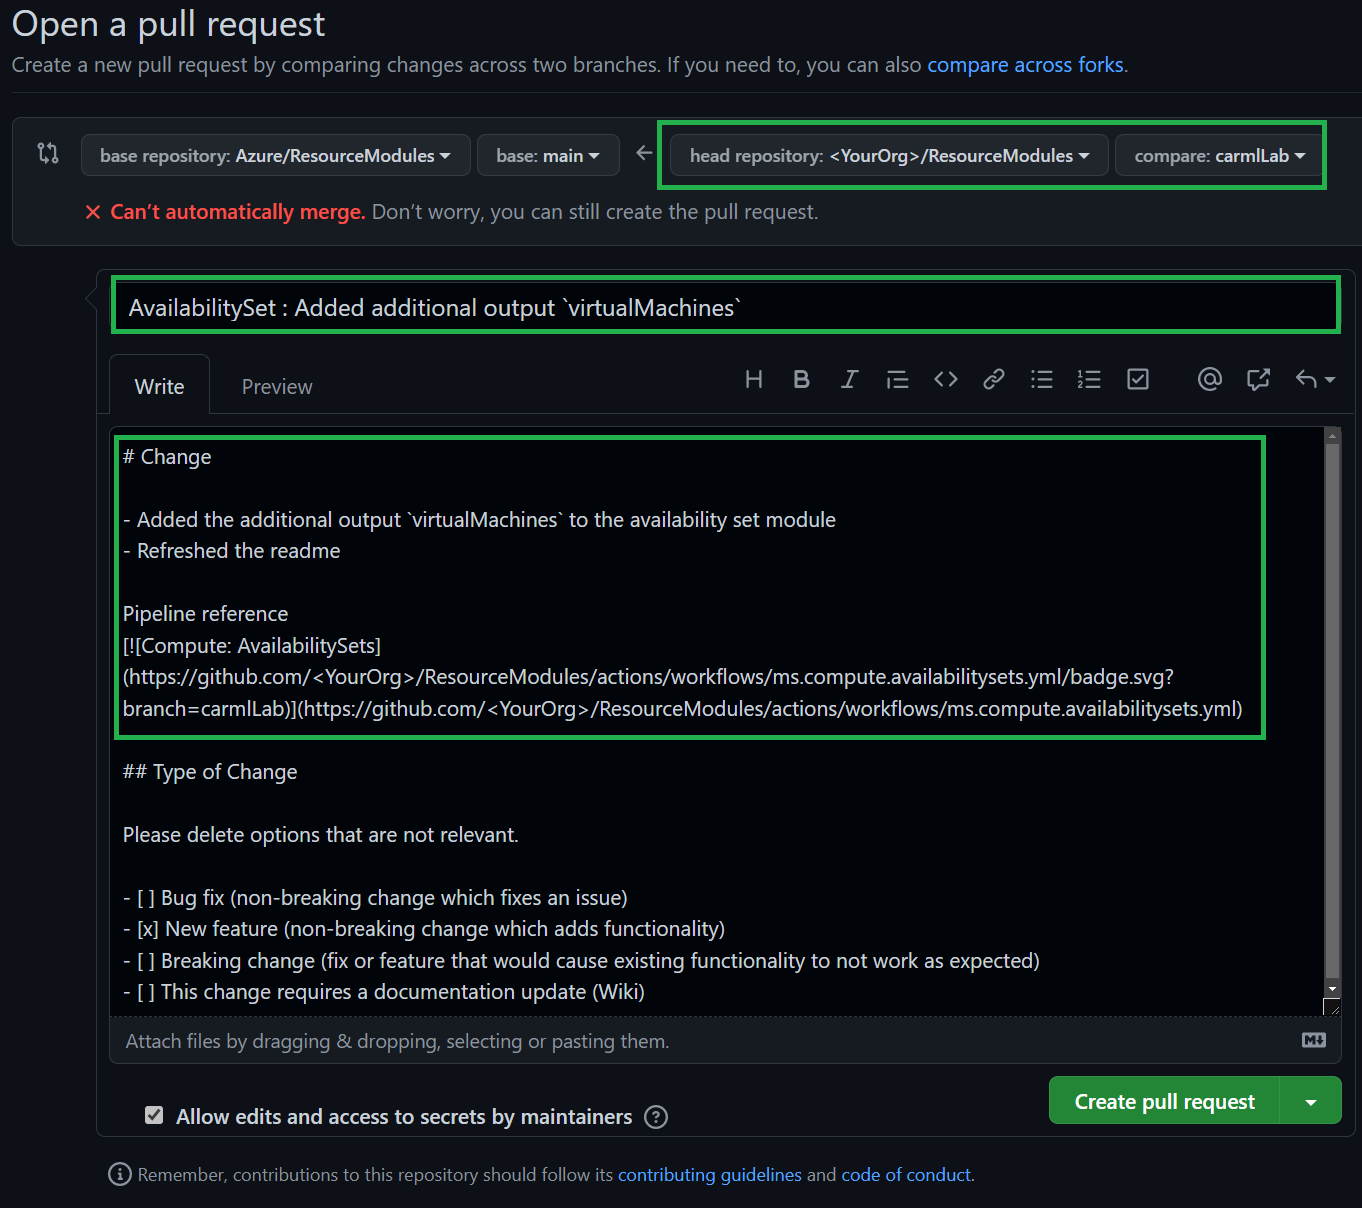 Open a pull request
Create a new pull request by comparing changes across two branches. If you need to, you can also compare across forks.
base repository: Azure/ResourceModules base: main head repository: <YourOrg>/ResourceModules compare: carmlLab
Can't automatically merge. Don't worry, you can still create the pull request.
AvailabilitySet : Added additional output `virtualMachines`
Write Preview
# Change
- Added the additional output `virtualMachines` to the availability set module
- Refreshed the readme
Pipeline reference
[![Compute: AvailabilitySets]
(https://github.com/<YourOrg>/ResourceModules/actions/workflows/ms.compute.availabilitysets.yml/badge.svg?
branch=carmlLab)](https://github.com/<YourOrg>/ResourceModules/actions/workflows/ms.compute.availabilitysets.yml)
## Type of Change
Please delete options that are not relevant.
- [ ] Bug fix (non-breaking change which fixes an issue)
- [x] New feature (non-breaking change which adds functionality)
- [ ] Breaking change (fix or feature that would cause existing functionality to not work as expected)
- [ ] This change requires a documentation update (Wiki)
Attach files by dragging & dropping, selecting or pasting them.
Allow edits and access to secrets by maintainers
Create pull request
Remember, contributions to this repository should follow its contributing guidelines and code of conduct.